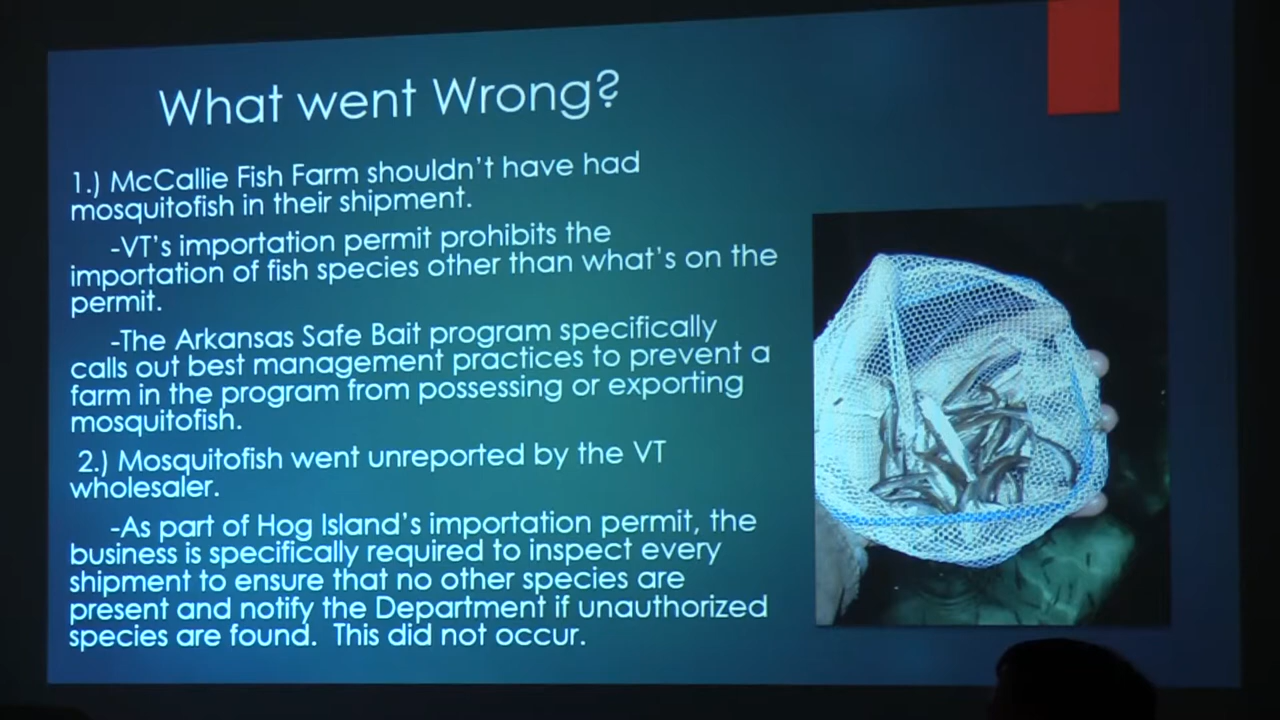 What went Wrong?
1.) McCallie Fish Farm shouldn't have had
mosquitofish in their shipment.
-VT's importation permit prohibits the
importation of fish species other than what's on the
permit.
-The Arkansas Safe Bait program specifically
calls out best management practices to prevent a
farm in the program from possessing or exporting
mosquitofish.
2.) Mosquitofish went unreported by the VT
wholesaler.
-As part of Hog Island's importation permit, the
business is specifically required to inspect every
shipment to ensure that no other species are
present and notify the Department if unauthorized
species are found.  This did not occur.